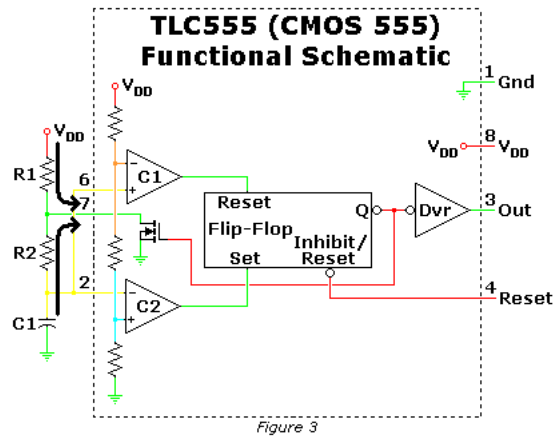 TLC555 (CMOS 555)
Functional Schematic
1 Gnd
VDD
VDD
8
VDD VDD
R1
6
7
C1
Reset
Q
Dvr
3
Out
Flip-Flop
Inhibit/
Reset
Set
R2
2
C2
C1
4
Reset
Figure 3